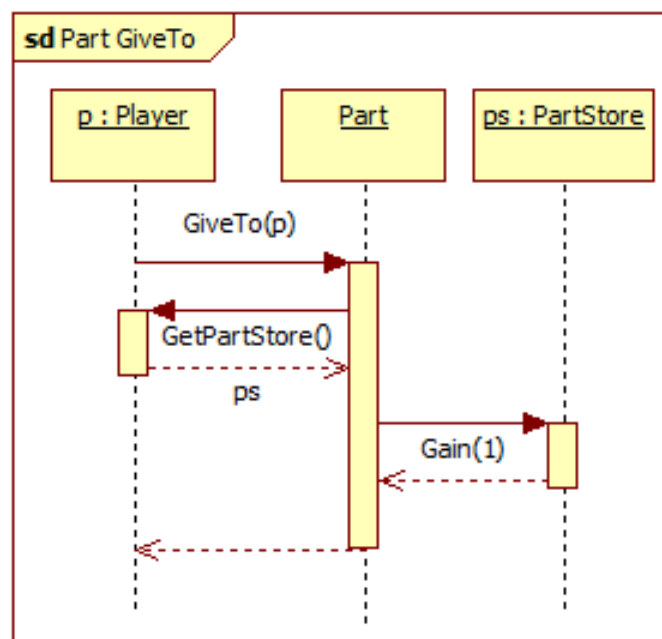 sd Part GiveTo
p : Player
Part
ps : PartStore
GiveTo(p)
GetPartStore()
ps
Gain(1)